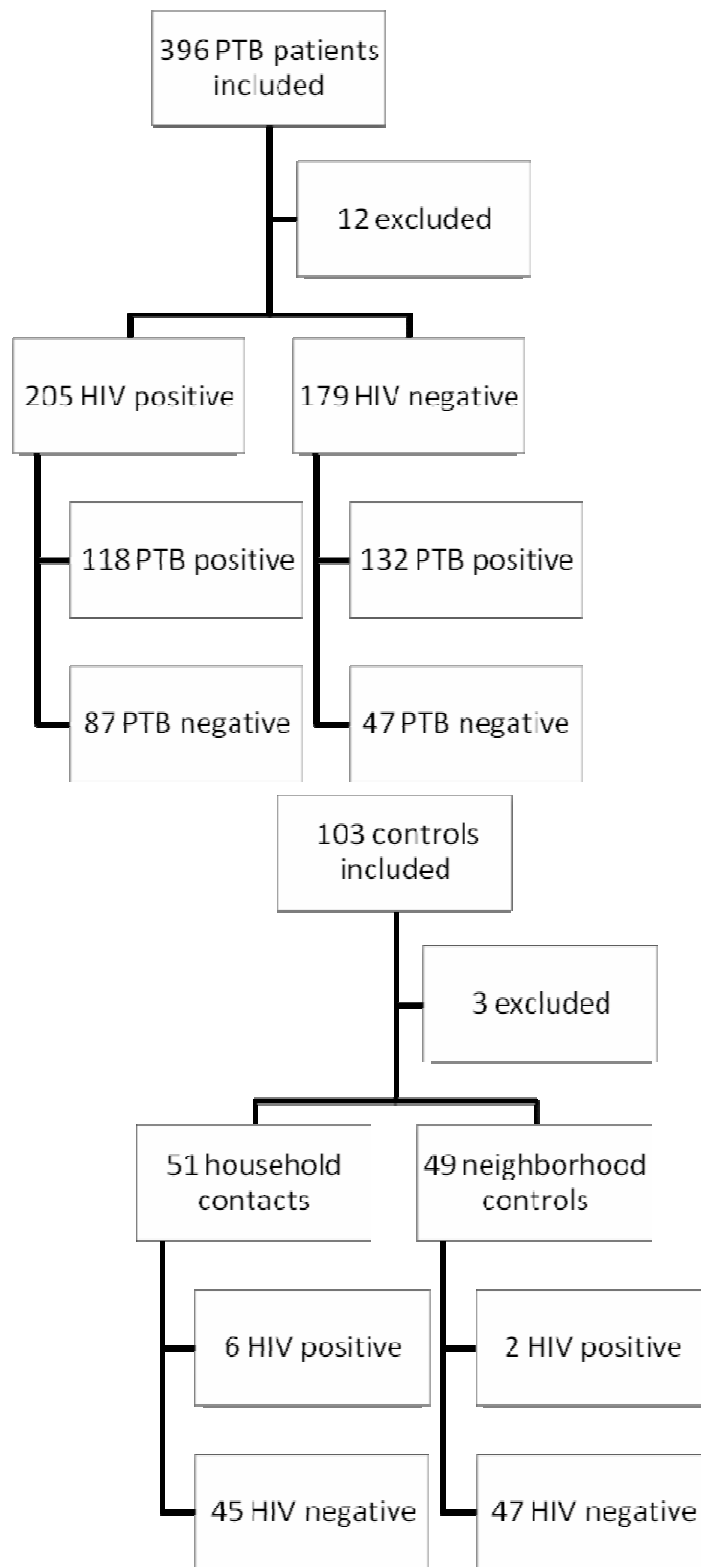 396 PTB patients
included
12 excluded
205 HIV positive
179 HIV negative
118 PTB positive
132 PTB positive
87 PTB negative
47 PTB negative
103 controls
included
3 excluded
51 household
contacts
49 neighborhood
controls
6 HIV positive
2 HIV positive
45 HIV negative
47 HIV negative